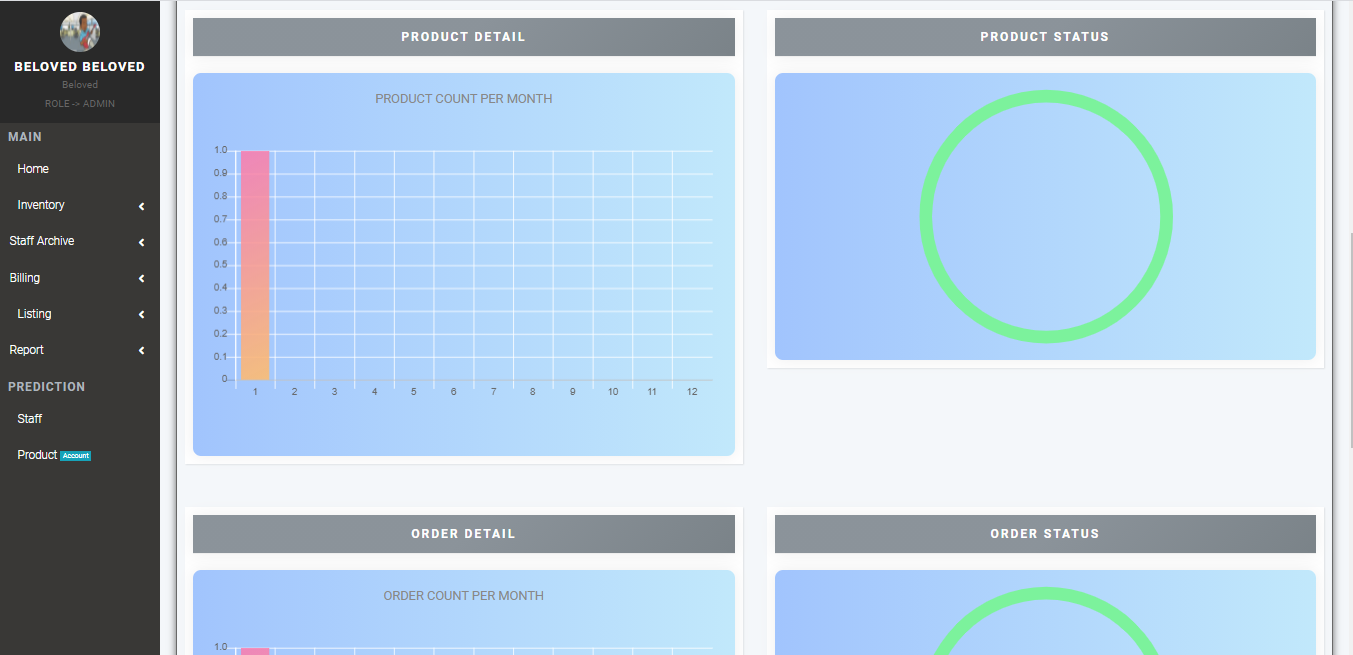 BELOVED BELOVED
Beloved
ROLE -> ADMIN
MAIN
Home
Inventory
Staff Archive
Billing
Listing
Report
PREDICTION
Staff
Product Account
PRODUCT DETAIL
PRODUCT COUNT PER MONTH
1.0
0.9
0.8
0.7
0.6
0.5
0.4
0.3
0.2
0.1
0
1 2 3 4 5 6 7 8 9 10 11 12
PRODUCT STATUS
ORDER DETAIL
ORDER COUNT PER MONTH
1.0
ORDER STATUS